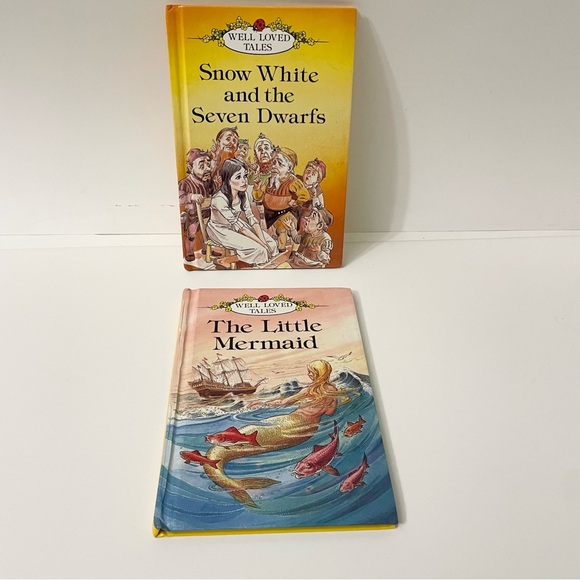 WELL LOVED
TALES
Snow White
and the
Seven Dwarfs
WELL LOVED
TALES
The Little
Mermaid